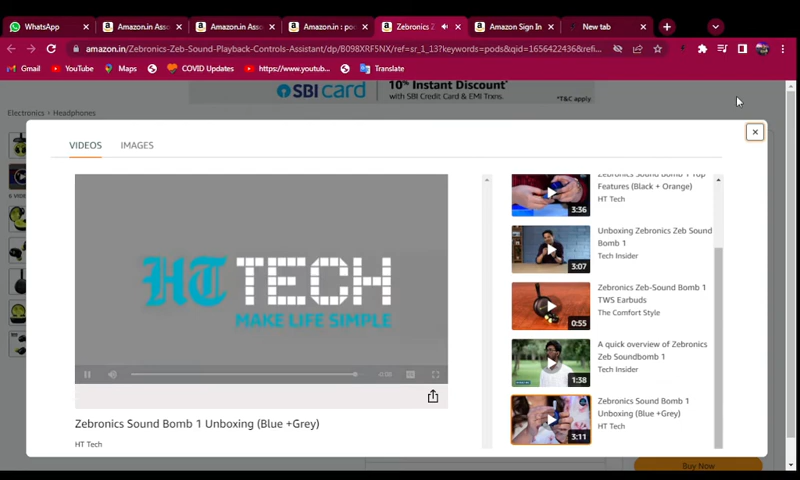 WhatsApp
Amazon.in Asso
Amazon.in Asso
Amazon.in : poc
Zebronics Z
Amazon Sign In
New tab
amazon.in/Zebronics-Zeb-Sound-Playback-Controls-Assistant/dp/B098XRF5NX/ref=sr_1_13?keywords=pods&qid=1656422436&refi...
Gmail
YouTube
Maps
COVID Updates
https://www.youtub...
Translate
SBI card
10% Instant Discount*
with SBI Credit Card & EMI Txns.
*T&C apply
Electronics › Headphones
VIDEOS
IMAGES
HT TECH
MAKE LIFE SIMPLE
Zebronics Sound Bomb 1 Unboxing (Blue +Grey)
HT Tech
Zebronics Sound Bomb 1 Top
Features (Black + Orange)
HT Tech
3:36
Unboxing Zebronics Zeb Sound
Bomb 1
Tech Insider
3:07
Zebronics Zeb-Sound Bomb 1
TWS Earbuds
The Comfort Style
0:55
A quick overview of Zebronics
Zeb Soundbomb 1
Tech Insider
1:38
Zebronics Sound Bomb 1
Unboxing (Blue +Grey)
HT Tech
3:11
Buy Now